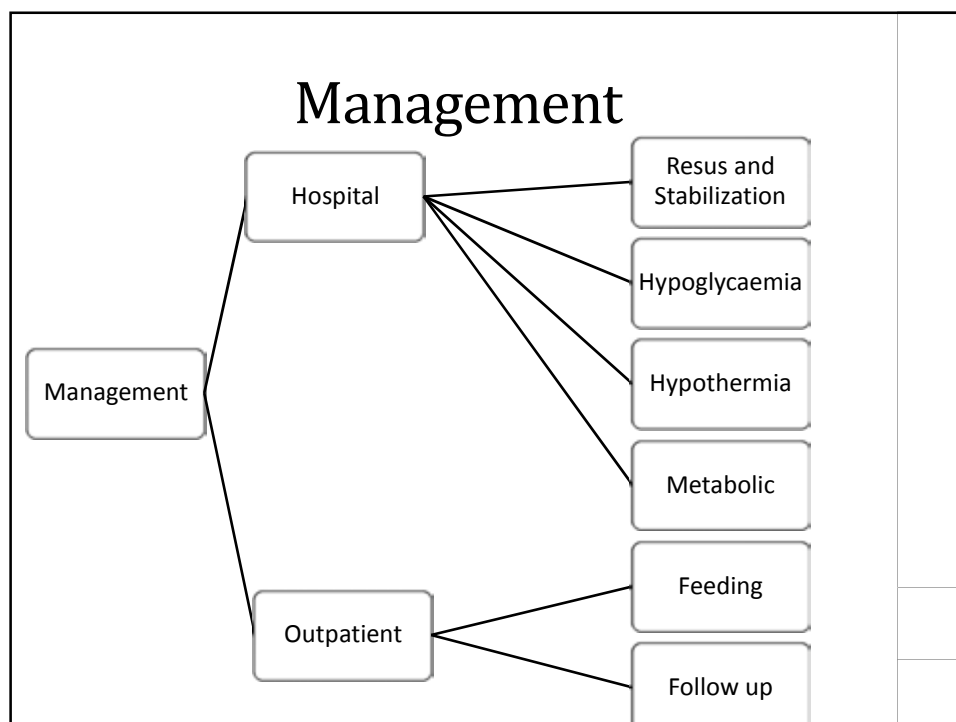 Management
Hospital
Resus and
Stabilization
Hypoglycaemia
Hypothermia
Management
Metabolic
Feeding
Outpatient
Follow up